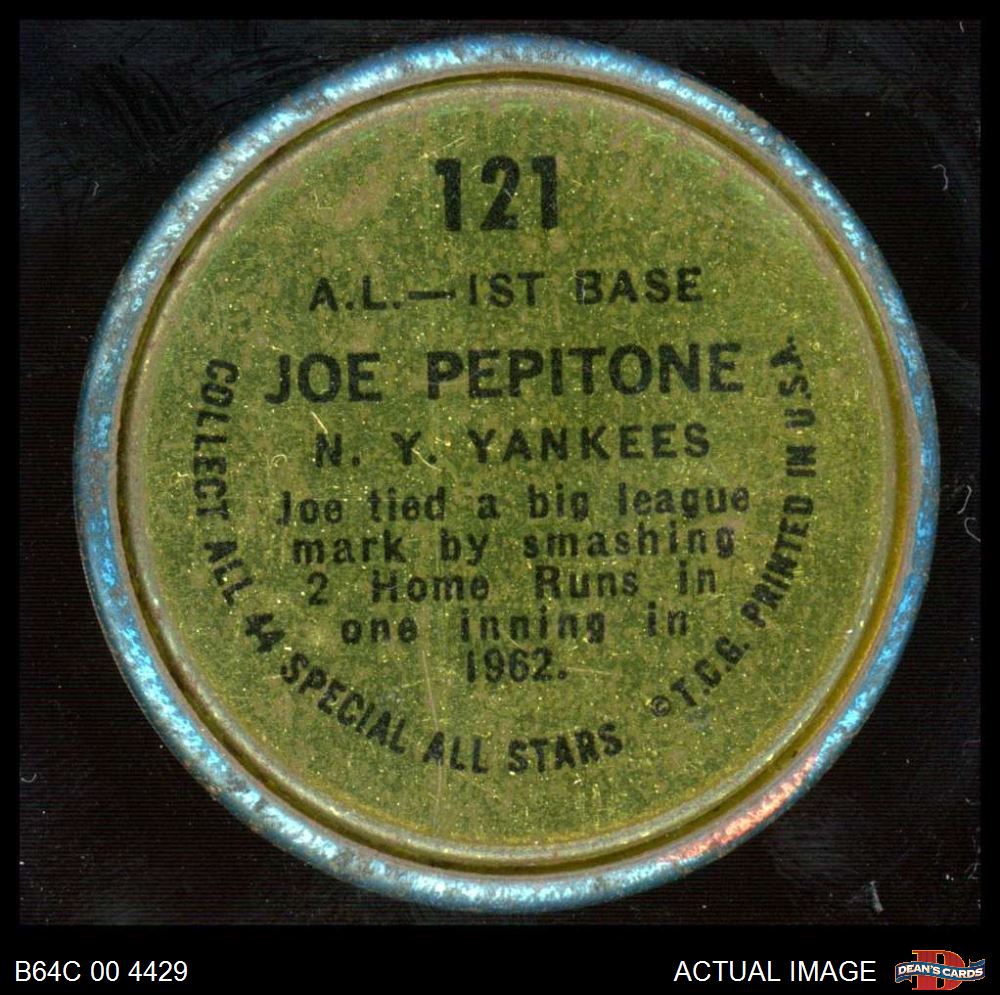 121
A.L.—1ST BASE
JOE PEPITONE
N. Y. YANKEES
Joe tied a big league
mark by smashing
2 Home Runs in
one inning in
1962.
COLLECT ALL 44 SPECIAL ALL STARS
© T.C.G. PRINTED IN U.S.A.
B64C 00 4429
ACTUAL IMAGE
D
DEAN'S CARDS